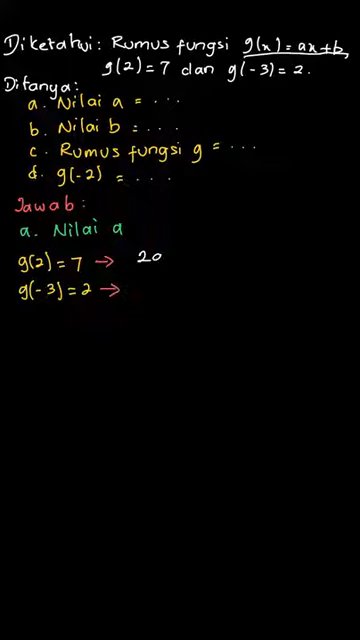 Diketahui: Rumus fungsi g(x) = ax + b,
g(2) = 7 dan g(-3) = 2.
Ditanya:
a. Nilai a = ...
b. Nilai b = ...
c. Rumus fungsi g = ...
d. g(-2) = ...
Jawab:
a. Nilai a
g(2) = 7 → 2a
g(-3) = 2 →